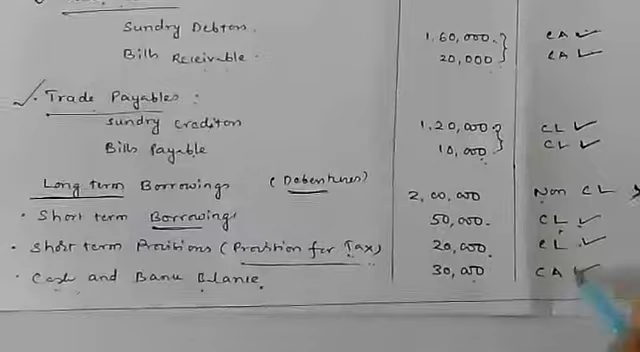 Sundry Debtors. 1,60,000. CA ✓
Bills Receivable. 20,000 CA ✓
✓. Trade Payables :
Sundry Creditors 1,20,000. CL ✓
Bills Payable 10,000. CL ✓
Long term Borrowings (Debentures) 2,00,000 Non CL
• Short term Borrowings 50,000. CL ✓
• Short term Provisions (Provision for Tax) 20,000. CL ✓
• Cash and Bank Balance. 30,000 CA ✓